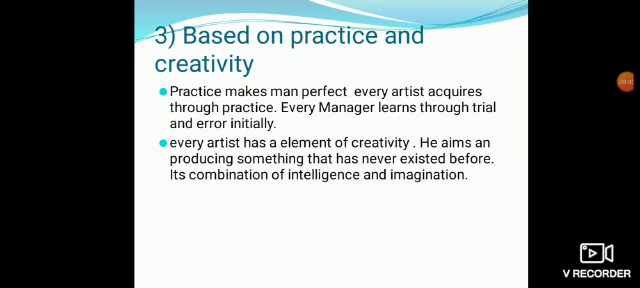 3) Based on practice and
creativity
Practice makes man perfect every artist acquires
through practice. Every Manager learns through trial
and error initially.
every artist has a element of creativity . He aims an
producing something that has never existed before.
Its combination of intelligence and imagination.
V RECORDER